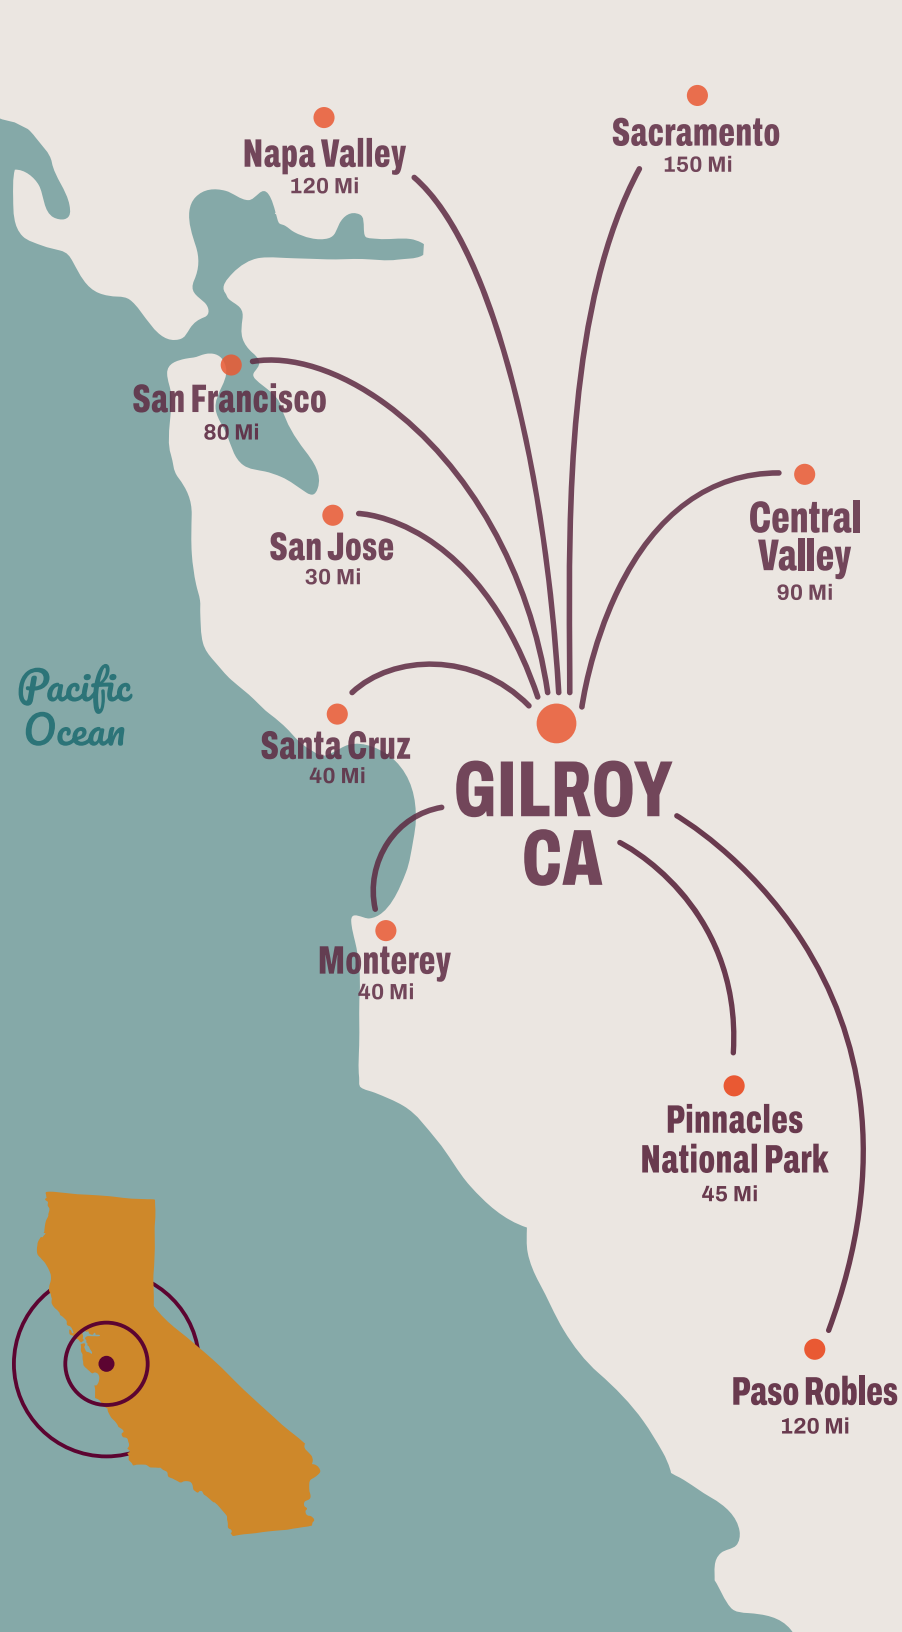 Sacramento
150 Mi
Napa Valley
120 Mi
San Francisco
80 Mi
Central
Valley
90 Mi
San Jose
30 Mi
Pacific
Ocean
Santa Cruz
40 Mi
GILROY
CA
Monterey
40 Mi
Pinnacles
National Park
45 Mi
Paso Robles
120 Mi